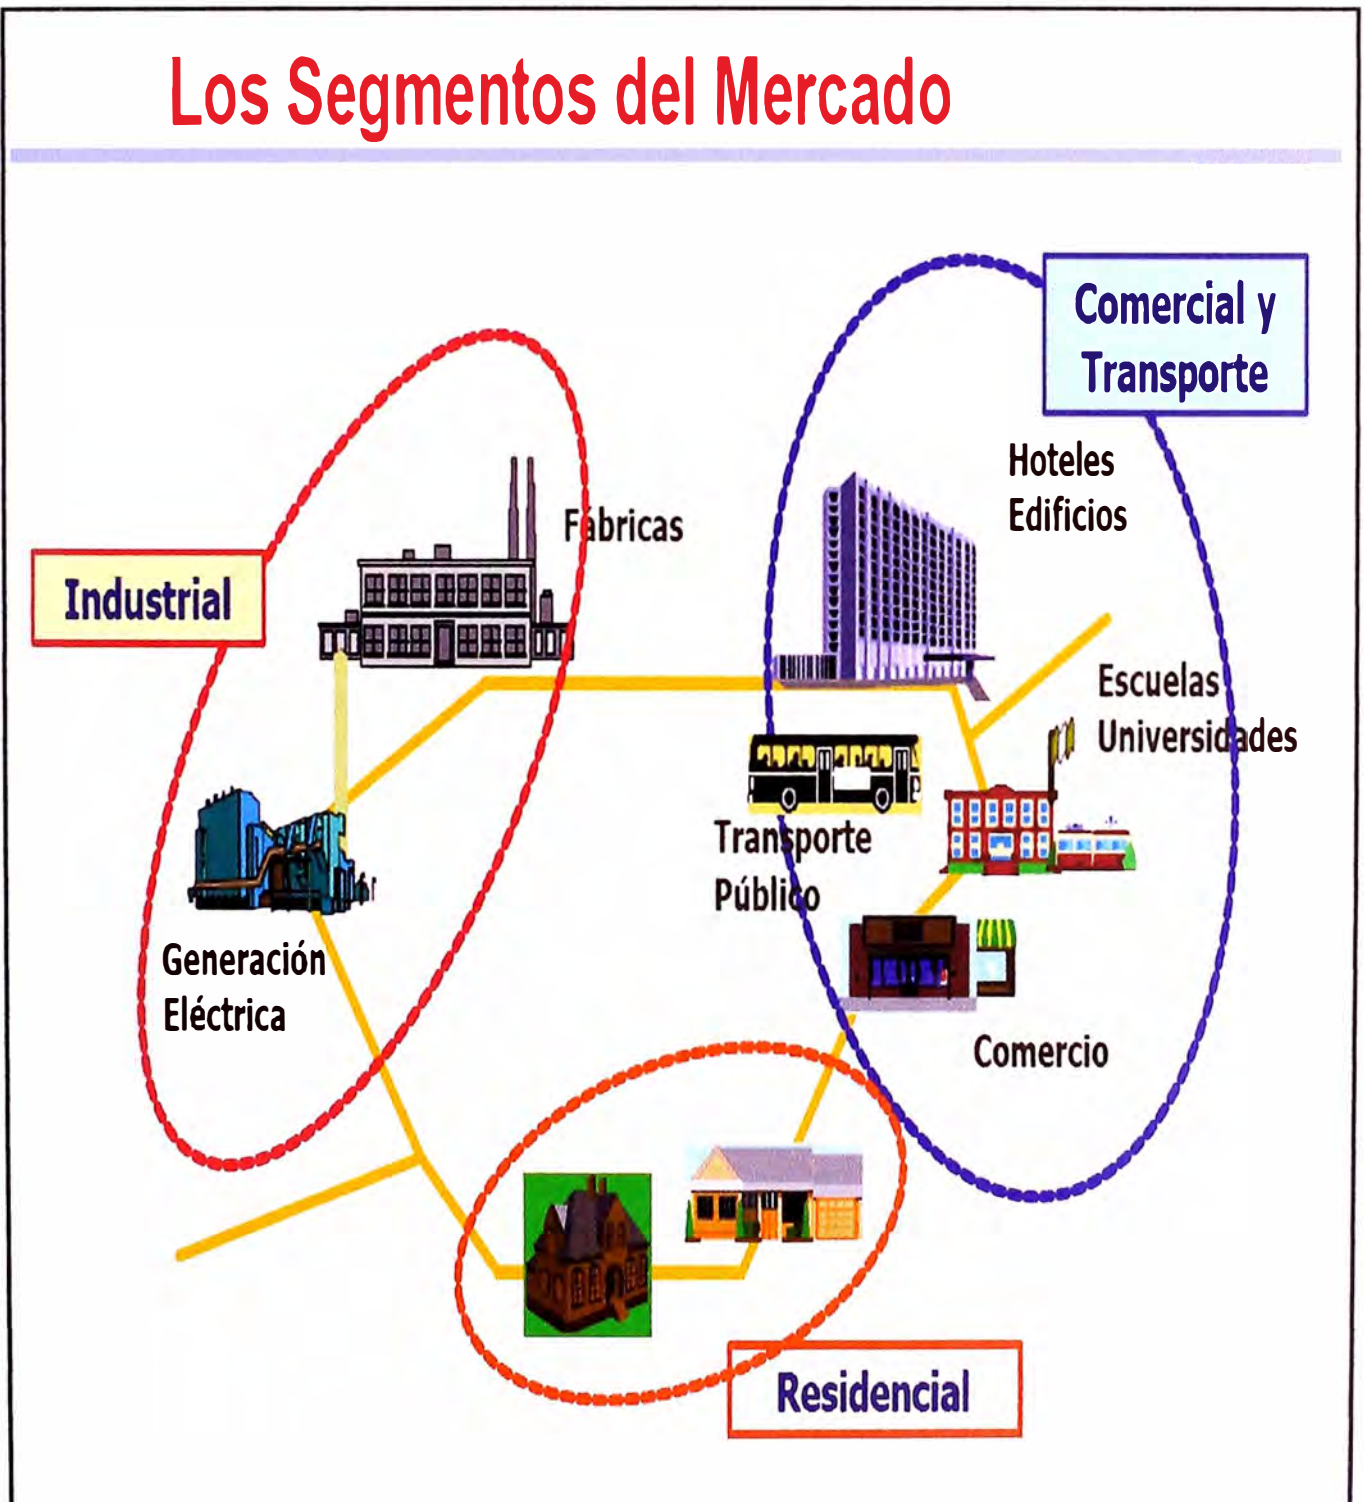 Los Segmentos del Mercado
Comercial y
Transporte
Hoteles
Edificios
Fábricas
Industrial
Escuelas
Universidades
Transporte
Público
Generación
Eléctrica
Comercio
Residencial